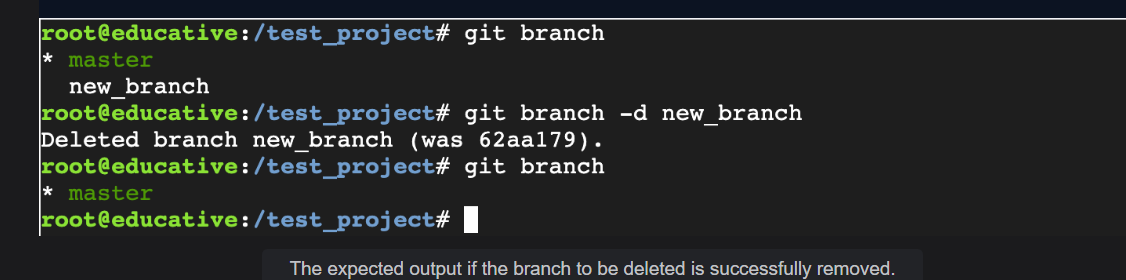 root@educative:/test_project# git branch
* master
  new_branch
root@educative:/test_project# git branch -d new_branch
Deleted branch new_branch (was 62aa179).
root@educative:/test_project# git branch
* master
root@educative:/test_project#
The expected output if the branch to be deleted is successfully removed.